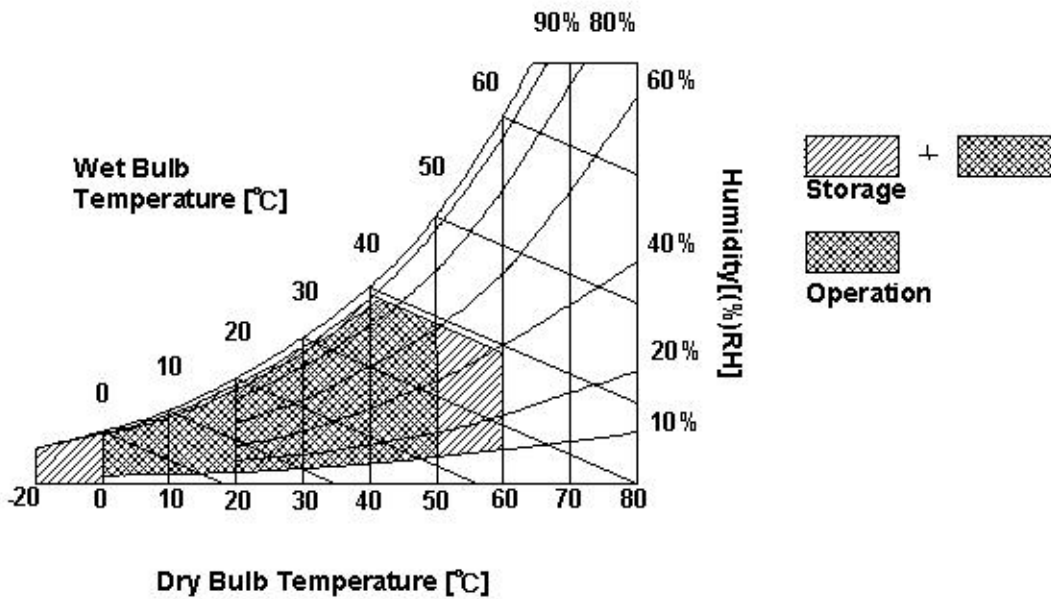 90% 80%
60
60%
50
Wet Bulb
Temperature [℃]
Humidity[(%)RH]
+
Storage
40
40%
30
Operation
20
20%
10
10%
0
-20 0 10 20 30 40 50 60 70 80
Dry Bulb Temperature [℃]